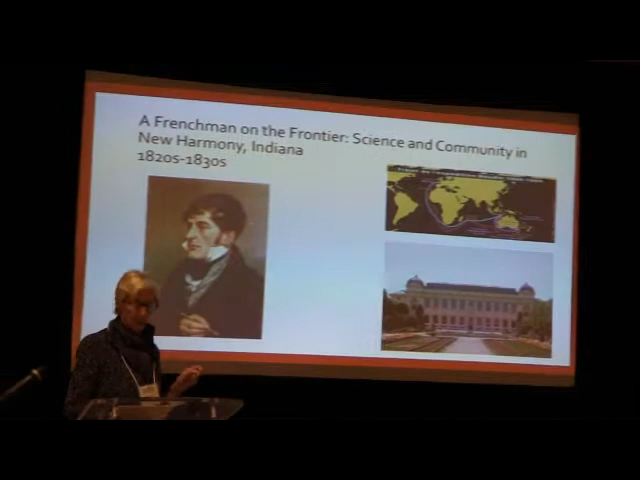 A Frenchman on the Frontier: Science and Community in
New Harmony, Indiana
1820s-1830s